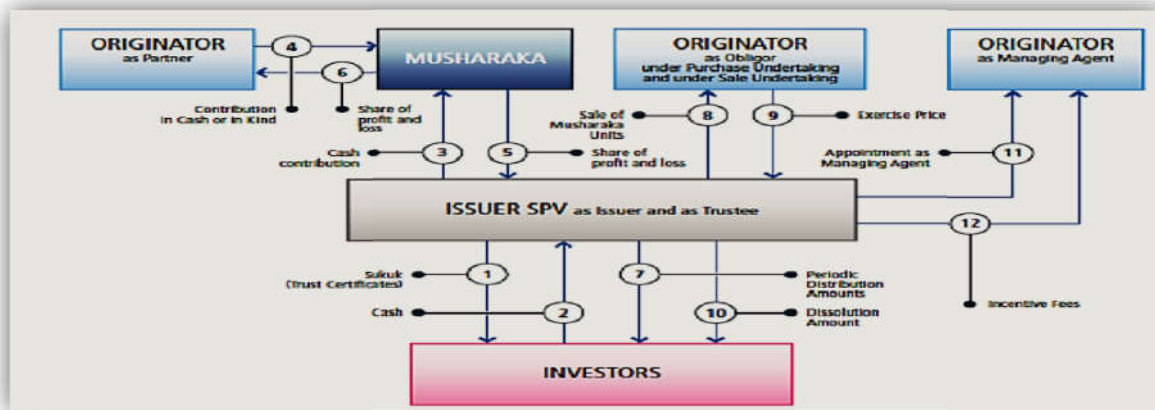 ORIGINATOR
as Partner
4
6
MUSHARAKA
ORIGINATOR
as Obligor
under Purchase Undertaking
and under Sale Undertaking
ORIGINATOR
as Managing Agent
Contribution
in Cash or in Kind
Share of
profit and
loss
Cash
contribution
3
5
Share of
profit and loss
Sale of
Musharaka
Units
8
9
Exercise Price
Appointment as
Managing Agent
11
ISSUER SPV as Issuer and as Trustee
12
Sukuk
(Trust Certificates)
1
7
Periodic
Distribution
Amounts
Cash
2
10
Dissolution
Amount
Incentive Fees
INVESTORS